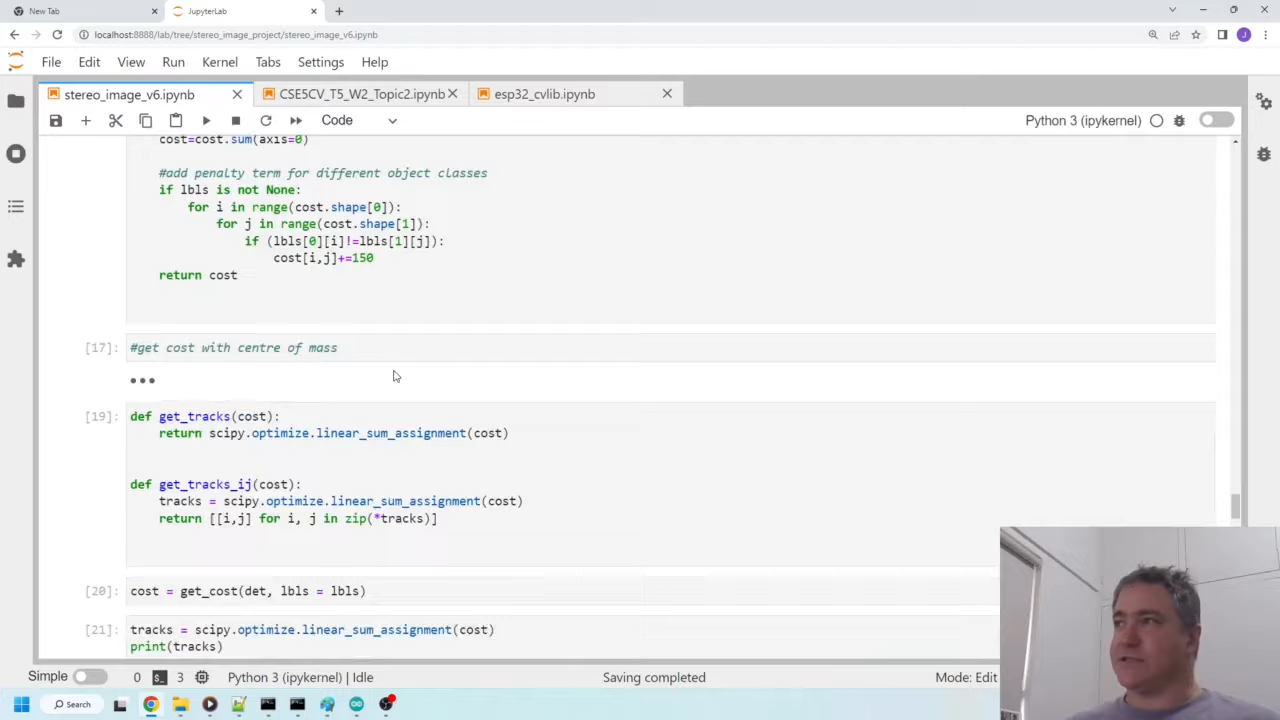 New Tab
JupyterLab
localhost:8888/lab/tree/stereo_image_project/stereo_image_v6.ipynb
J
File Edit View Run Kernel Tabs Settings Help
stereo_image_v6.ipynb
CSE5CV_T5_W2_Topic2.ipynb
esp32_cvlib.ipynb
Code
Python 3 (ipykernel)
cost=cost.sum(axis=0)
#add penalty term for different object classes
if lbls is not None:
for i in range(cost.shape[0]):
for j in range(cost.shape[1]):
if (lbls[0][i]!=lbls[1][j]):
cost[i,j]+=150
return cost
[17]: #get cost with centre of mass
[19]: def get_tracks(cost):
return scipy.optimize.linear_sum_assignment(cost)
def get_tracks_ij(cost):
tracks = scipy.optimize.linear_sum_assignment(cost)
return [[i,j] for i, j in zip(*tracks)]
[20]: cost = get_cost(det, lbls = lbls)
[21]: tracks = scipy.optimize.linear_sum_assignment(cost)
print(tracks)
Simple 0 3 Python 3 (ipykernel) | Idle Saving completed Mode: Edit
Search